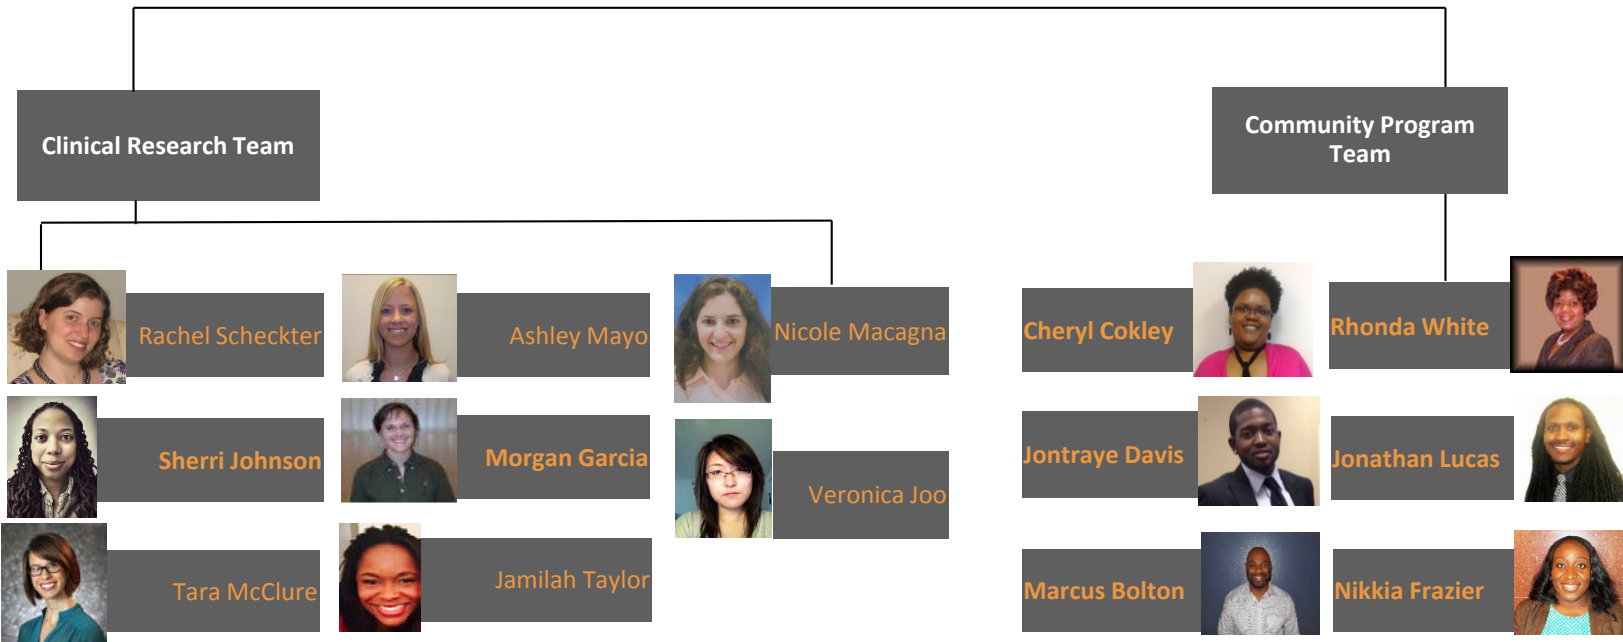 Clinical Research Team
Community Program
Team
Rachel Scheckter
Ashley Mayo
Nicole Macagna
Cheryl Cokley
Rhonda White
Sherri Johnson
Morgan Garcia
Veronica Joo
Jontraye Davis
Jonathan Lucas
Tara McClure
Jamilah Taylor
Marcus Bolton
Nikkia Frazier